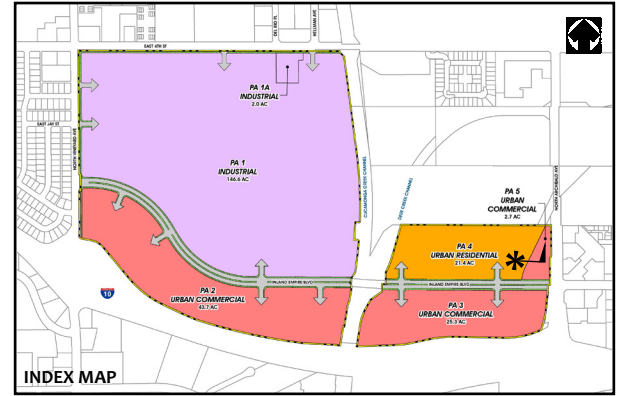 DEL RIO PL
HELLMAN AVE
EAST 4TH ST
PA 1A
INDUSTRIAL
2.0 AC
EAST JAY ST
NORTH VINEYARD AVE
PA 1
INDUSTRIAL
146.6 AC
CUCAMONGA CREEK CHANNEL
DEER CREEK CHANNEL
NORTH ARCHIBALD AVE
PA 5
URBAN
COMMERCIAL
2.7 AC
PA 4
URBAN RESIDENTIAL
21.4 AC
*
INLAND EMPIRE BLVD
INLAND EMPIRE BLVD
PA 2
URBAN COMMERCIAL
43.7 AC
PA 3
URBAN COMMERCIAL
25.3 AC
10
INDEX MAP